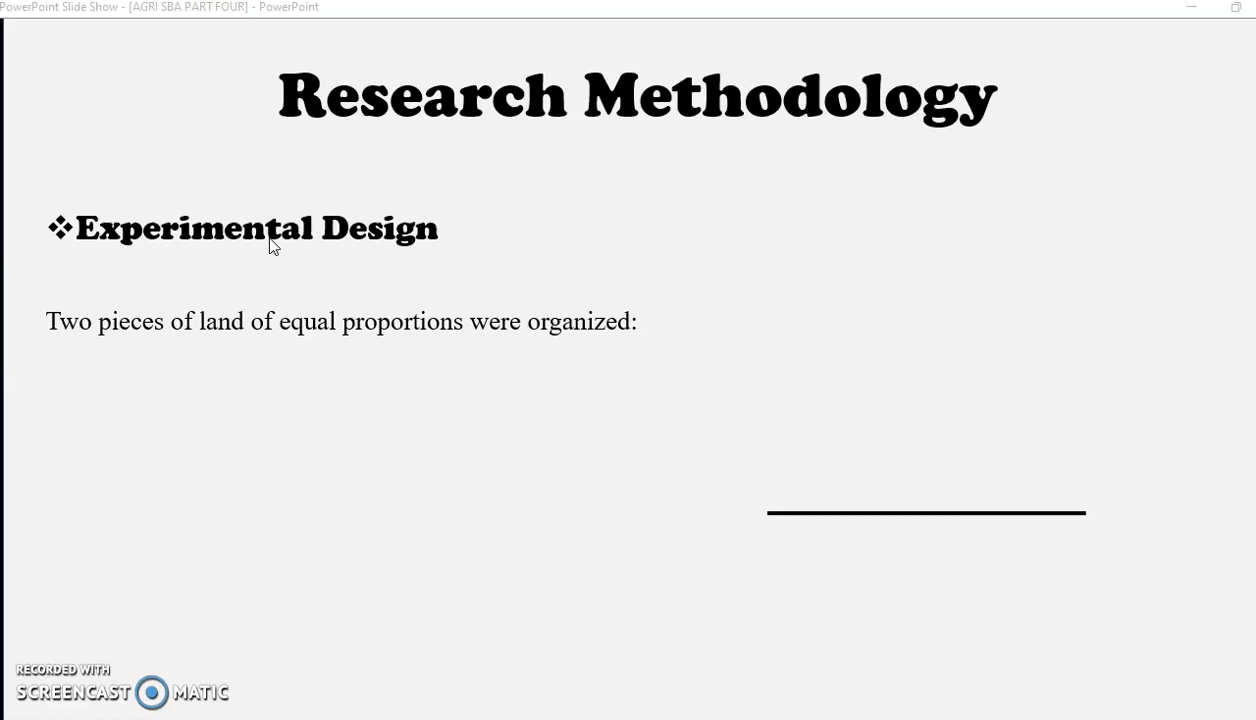 PowerPoint Slide Show - [AGRI SBA PART FOUR] - PowerPoint
Research Methodology
❖Experimental Design
Two pieces of land of equal proportions were organized:
RECORDED WITH
SCREENCAST MATIC